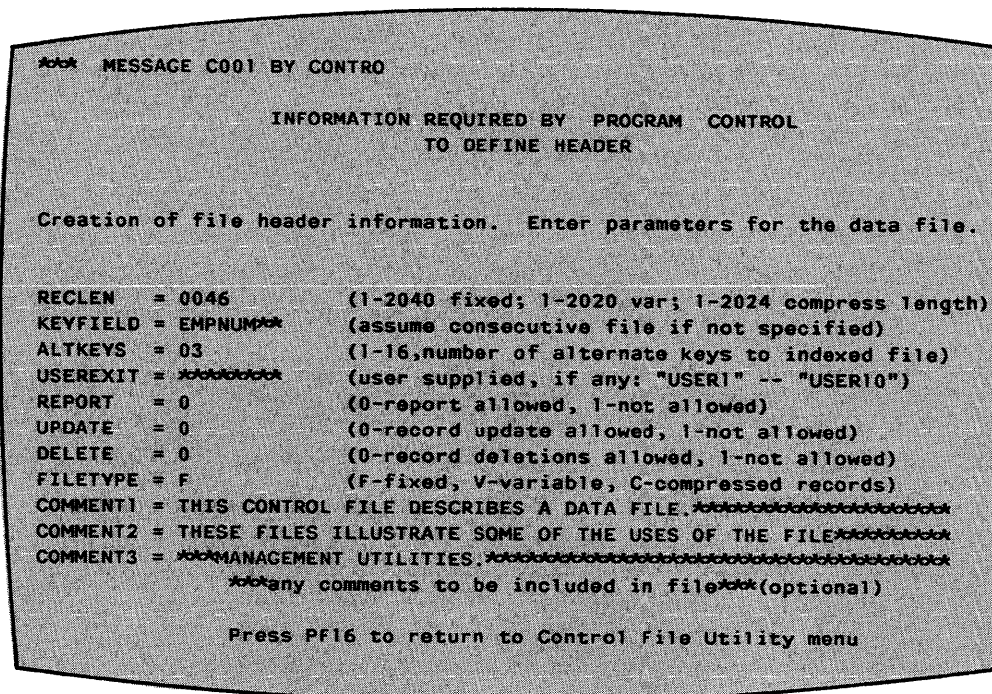 *** MESSAGE C001 BY CONTRO
INFORMATION REQUIRED BY PROGRAM CONTROL
TO DEFINE HEADER
Creation of file header information. Enter parameters for the data file.
RECLEN = 0046 (1-2040 fixed; 1-2020 var; 1-2024 compress length)
KEYFIELD = EMPNUM** (assume consecutive file if not specified)
ALTKEYS = 03 (1-16,number of alternate keys to indexed file)
USEREXIT = ******** (user supplied, if any: "USER1" -- "USER10")
REPORT = 0 (0-report allowed, 1-not allowed)
UPDATE = 0 (0-record update allowed, 1-not allowed)
DELETE = 0 (0-record deletions allowed, 1-not allowed)
FILETYPE = F (F-fixed, V-variable, C-compressed records)
COMMENT1 = THIS CONTROL FILE DESCRIBES A DATA FILE.**********************
COMMENT2 = THESE FILES ILLUSTRATE SOME OF THE USES OF THE FILE**********
COMMENT3 = ***MANAGEMENT UTILITIES.****************************************
***any comments to be included in file***(optional)
Press PF16 to return to Control File Utility menu